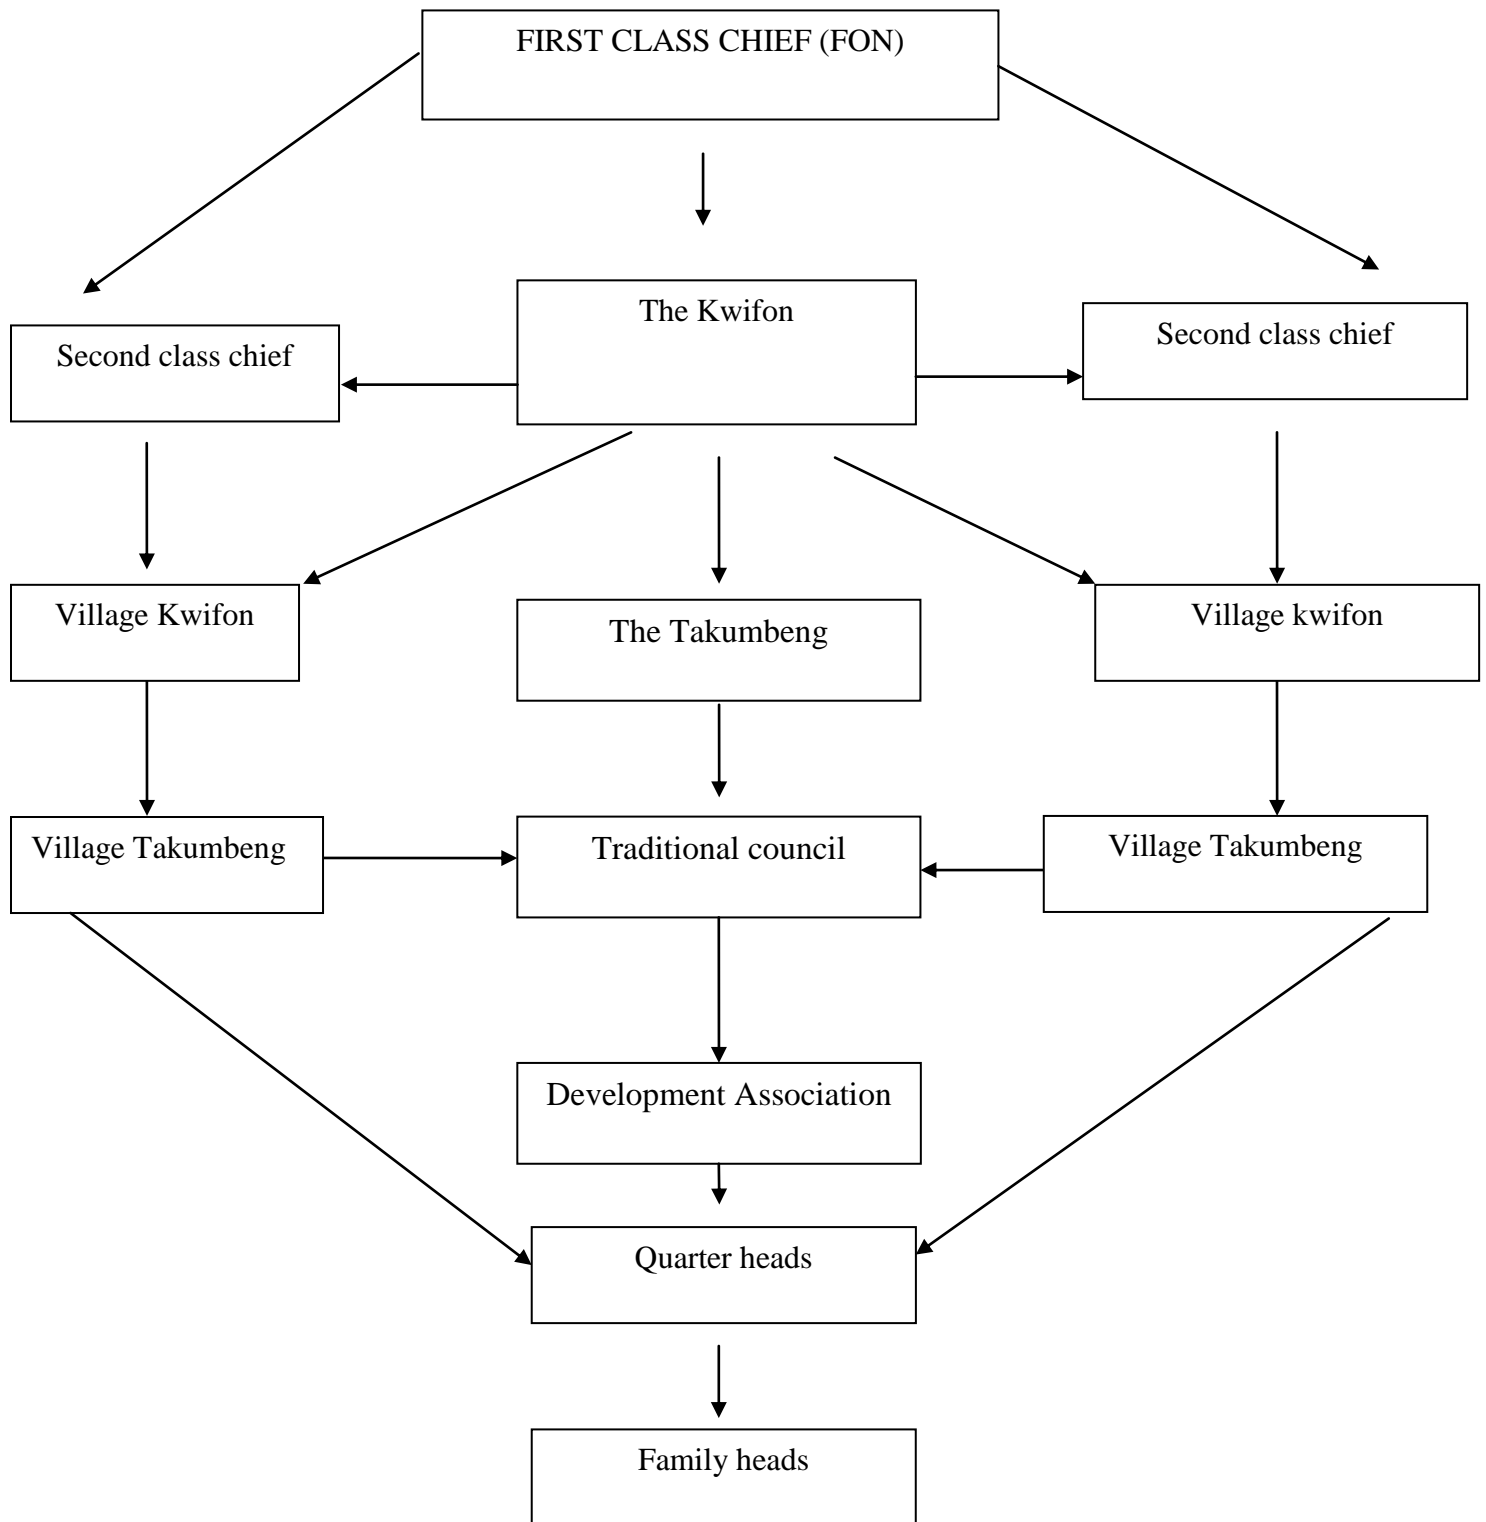 FIRST CLASS CHIEF (FON)
The Kwifon
Second class chief
Second class chief
Village Kwifon
The Takumbeng
Village kwifon
Village Takumbeng
Traditional council
Village Takumbeng
Development Association
Quarter heads
Family heads